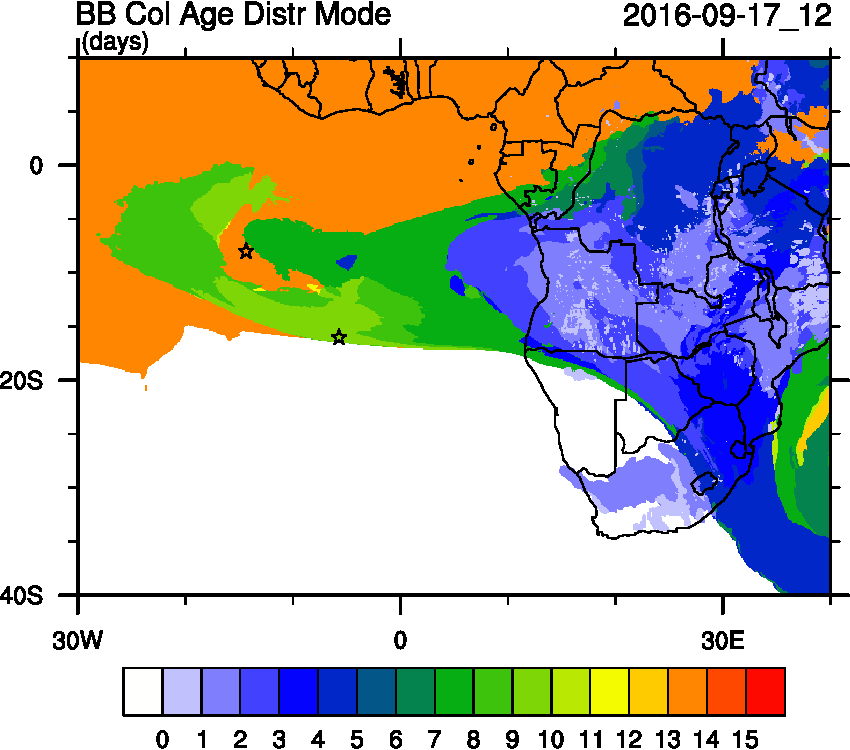 BB Col Age Distr Mode 2016-09-17_12
(days)
0
20S
40S
30W 0 30E
0 1 2 3 4 5 6 7 8 9 10 11 12 13 14 15